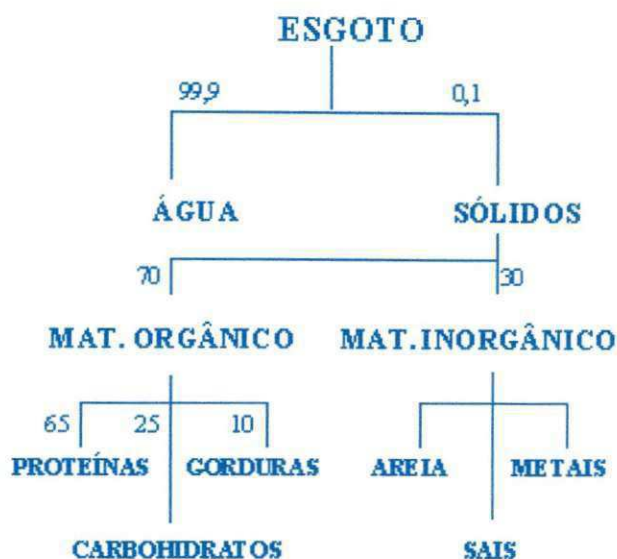 ESGOTO
99,9 0,1
ÁGUA SÓLIDOS
70 30
MAT. ORGÂNICO MAT.INORGÂNICO
65 25 10
PROTEÍNAS GORDURAS AREIA METAIS
CARBOHIDRATOS SAIS